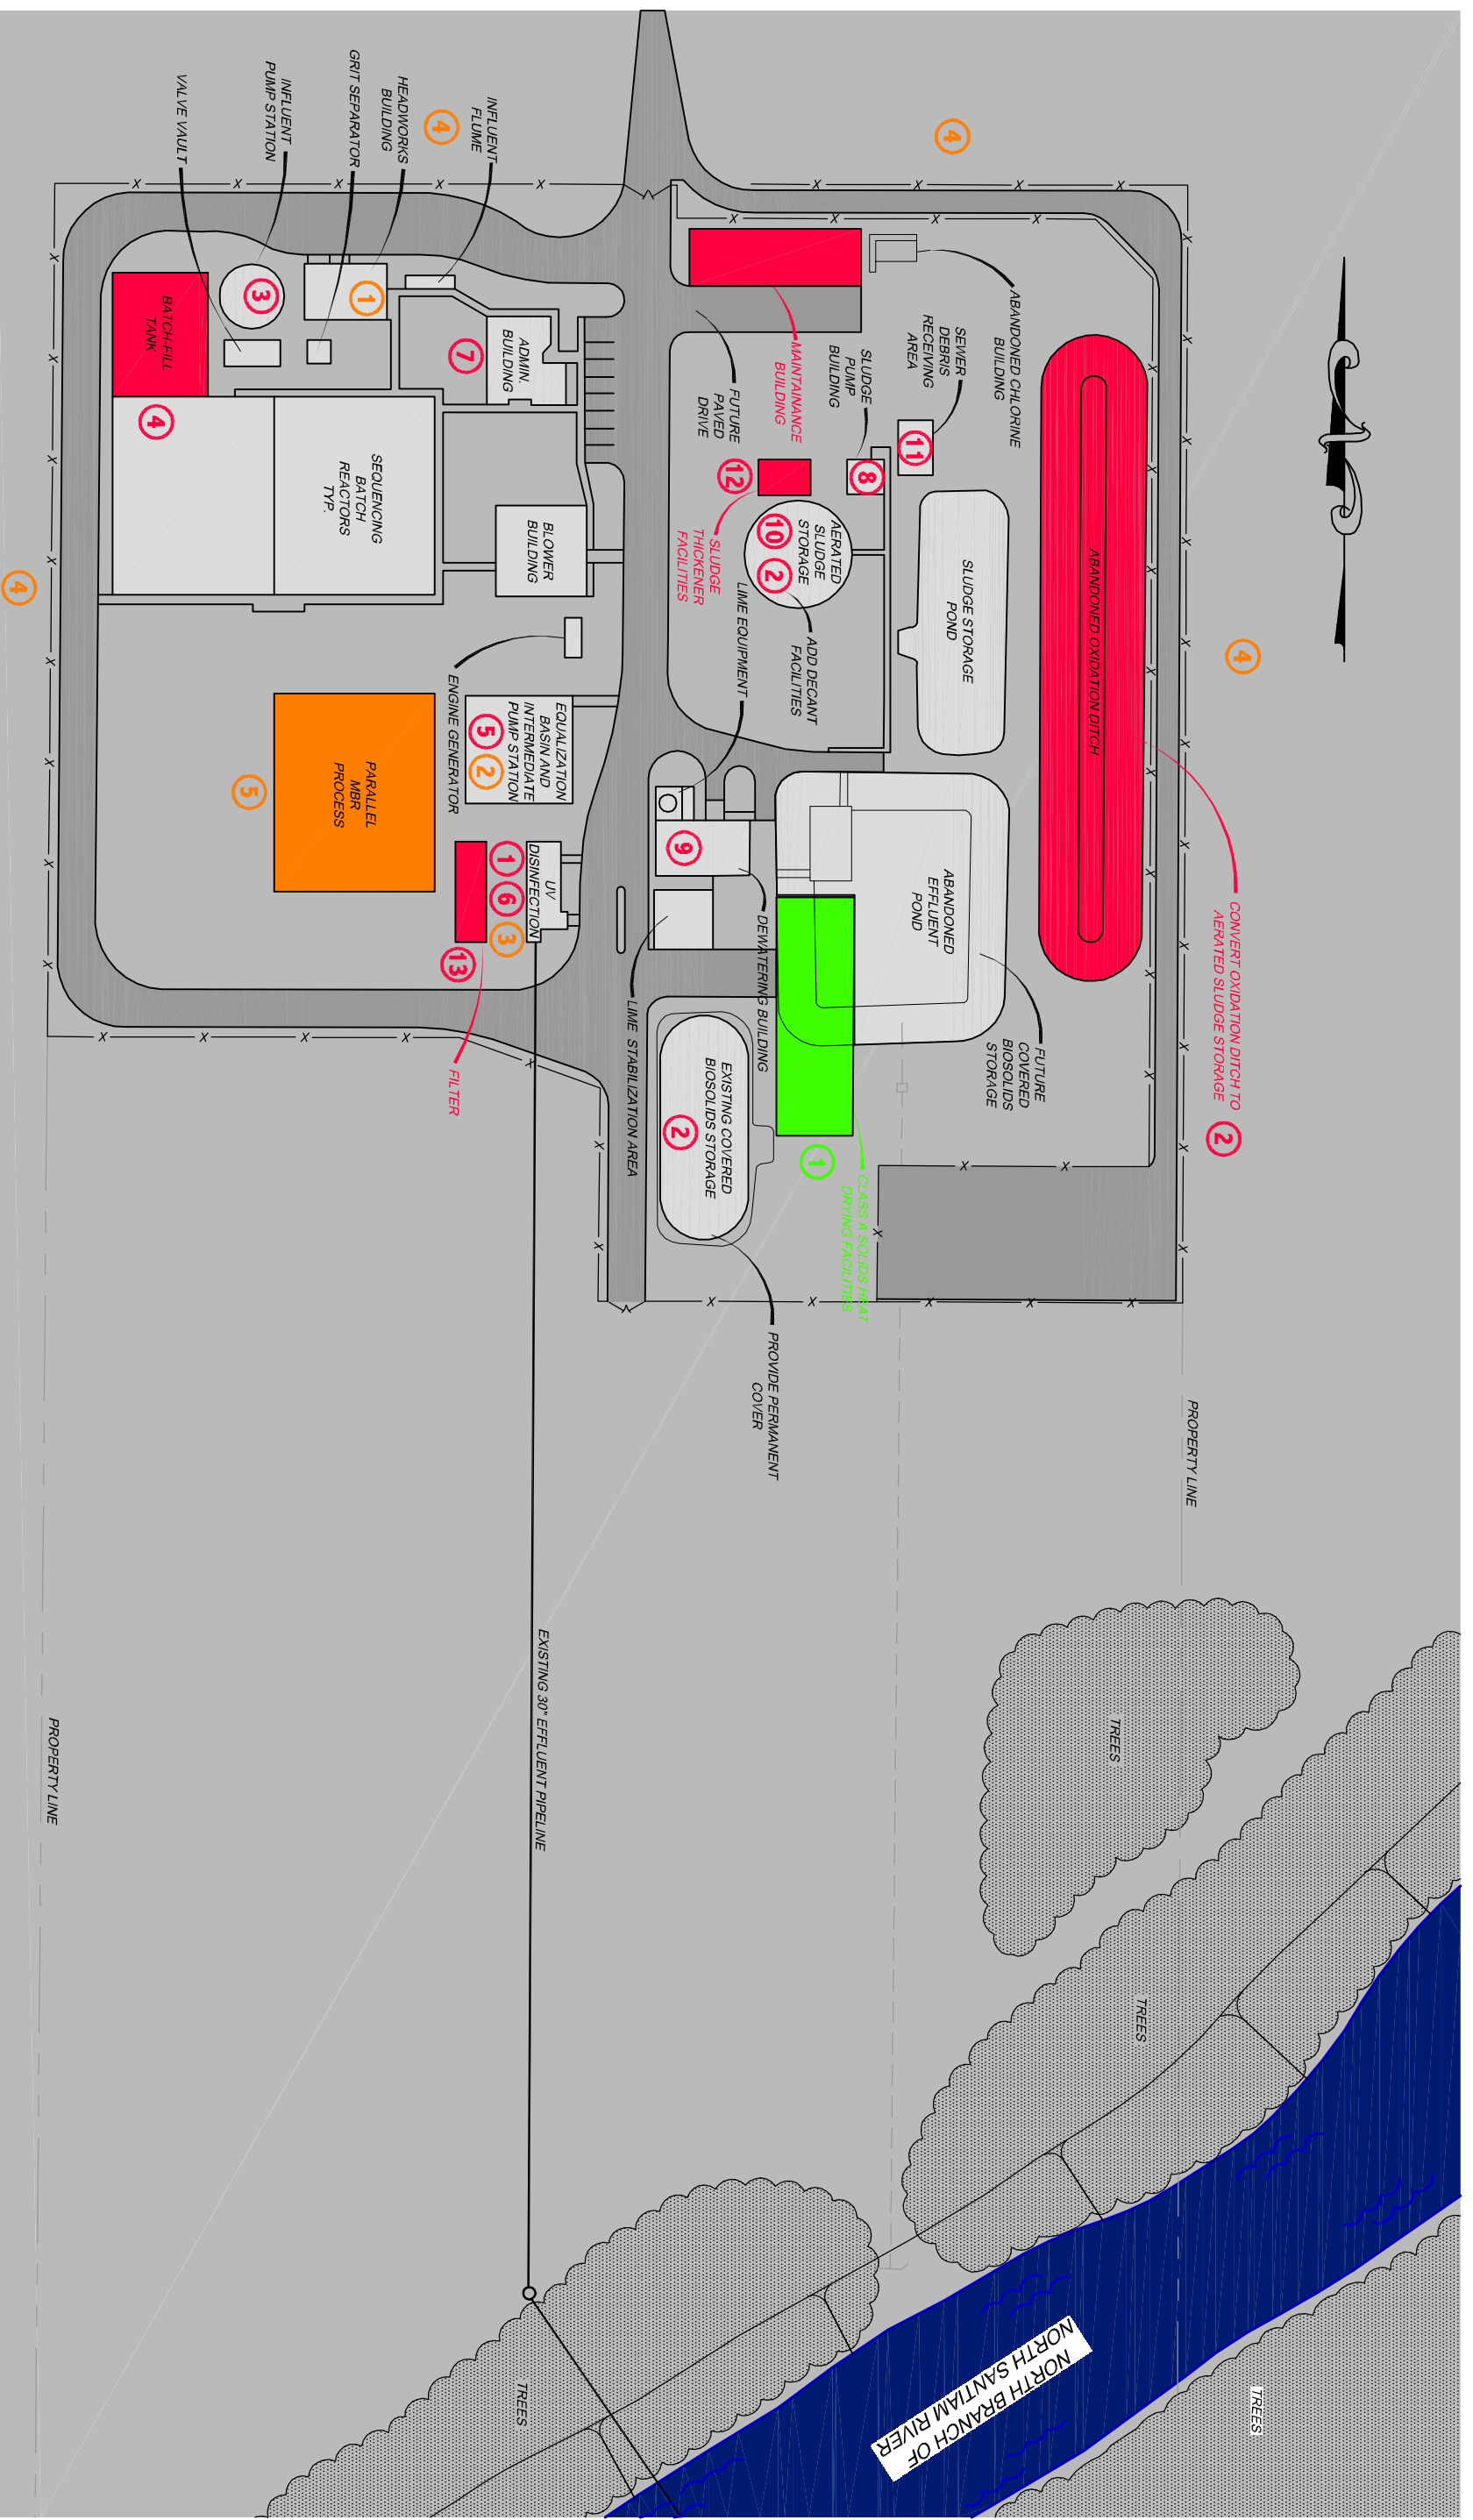 CONVERT OXIDATION DITCH TO
AERATED SLUDGE STORAGE
2
4
4
PROPERTY LINE
ABANDONED OXIDATION DITCH
ABANDONED CHLORINE
BUILDING
SEWER
DEBRIS
RECEIVING
AREA
11
SLUDGE STORAGE
POND
ABANDONED
EFFLUENT
POND
FUTURE
COVERED
BIOSOLIDS
STORAGE
CLASS A SOLIDS HEAT
DRYING FACILITIES
1
SLUDGE
PUMP
BUILDING
8
MAINTAINANCE
BUILDING
AERATED
SLUDGE
STORAGE
10
2
ADD DECANT
FACILITIES
FUTURE
PAVED
DRIVE
12
SLUDGE
THICKENER
FACILITIES
LIME EQUIPMENT
9
DEWATERING BUILDING
PROVIDE PERMANENT
COVER
EXISTING COVERED
BIOSOLIDS STORAGE
2
LIME STABILIZATION AREA
ADMIN.
BUILDING
7
BLOWER
BUILDING
EQUALIZATION
BASIN AND
INTERMEDIATE
PUMP STATION
5
2
UV
DISINFECTION
1
6
3
13
FILTER
ENGINE GENERATOR
EXISTING 30" EFFLUENT PIPELINE
INFLUENT
FLUME
4
HEADWORKS
BUILDING
1
GRIT SEPARATOR
INFLUENT
PUMP STATION
3
VALVE VAULT
BATCH-FILL
TANK
4
SEQUENCING
BATCH
REACTORS
TYP.
PARALLEL
MBR
PROCESS
5
4
PROPERTY LINE
TREES
TREES
TREES
TREES
NORTH BRANCH OF
NORTH SANTIAM RIVER